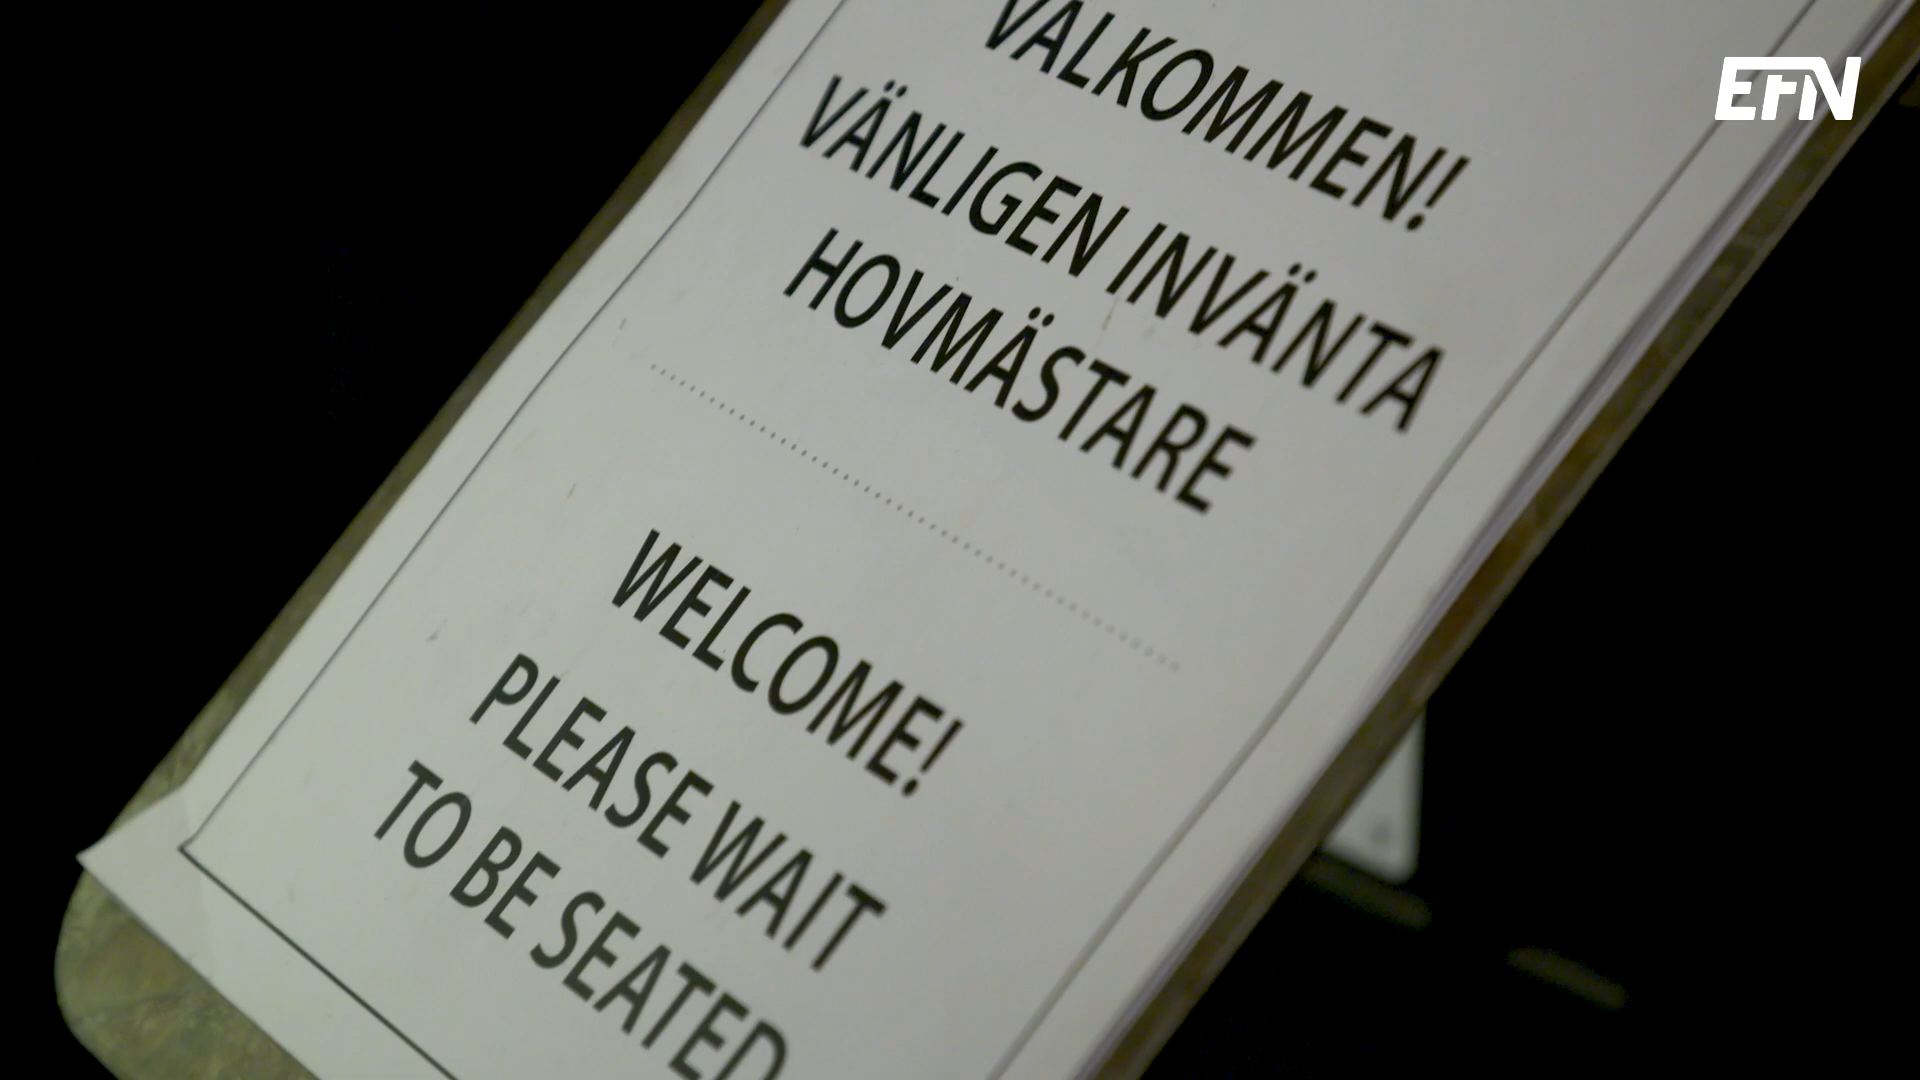 VÄLKOMMEN!
VÄNLIGEN INVÄNTA
HOVMÄSTARE
WELCOME!
PLEASE WAIT
TO BE SEATED
EFN